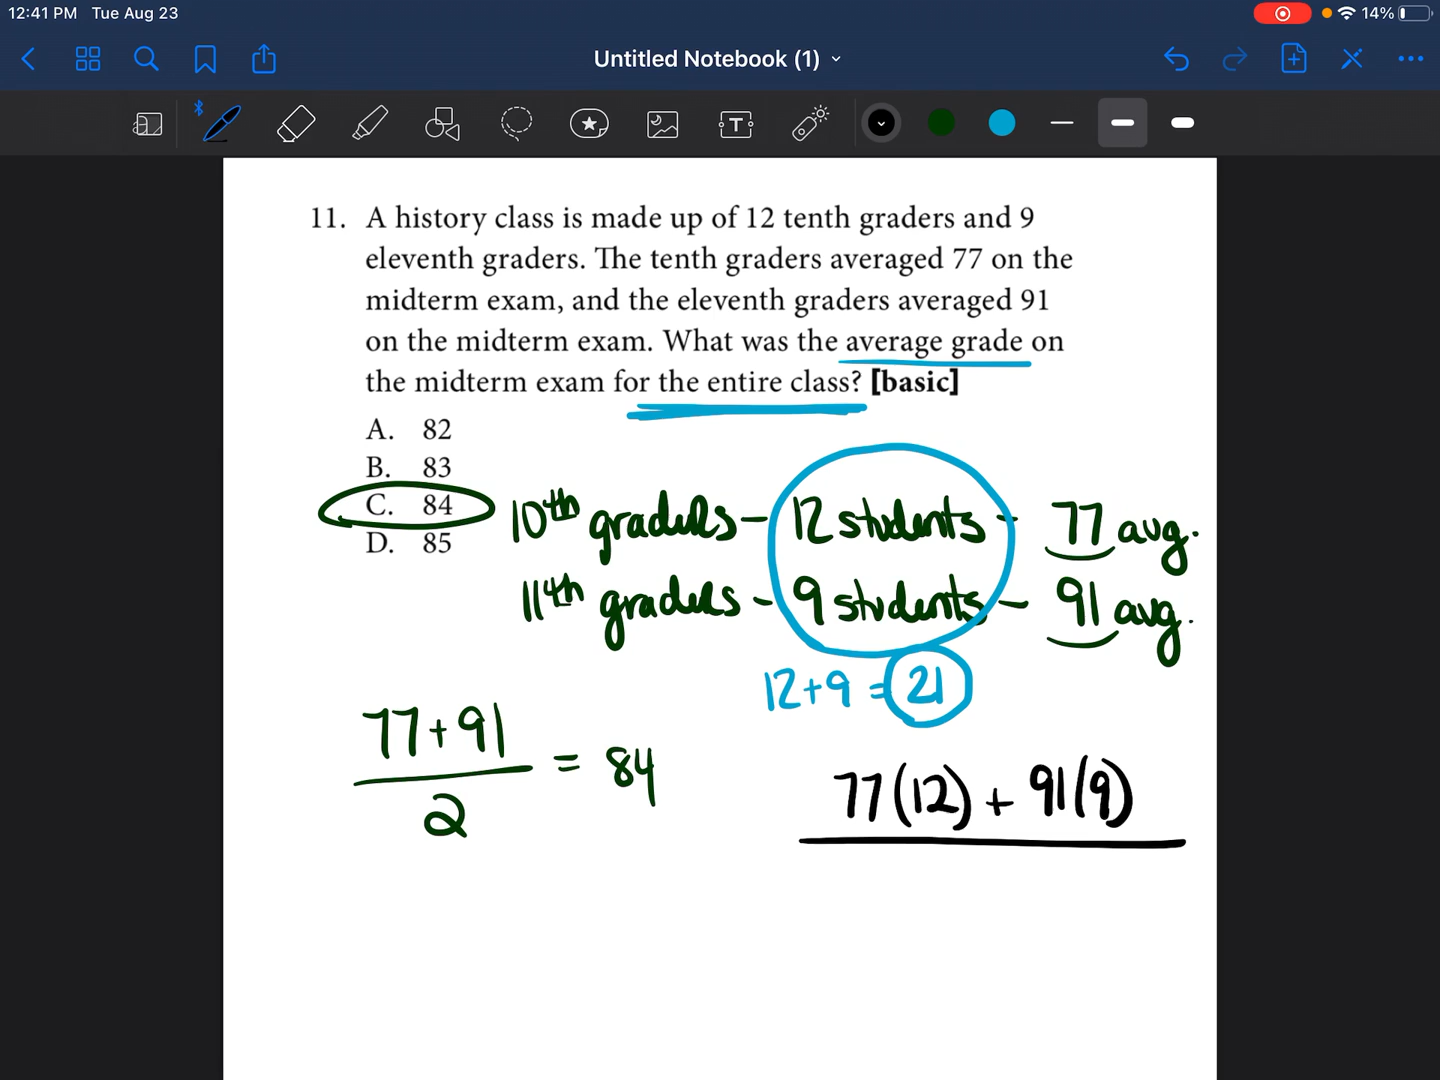 12:41 PM Tue Aug 23 14%
Untitled Notebook (1)
11. A history class is made up of 12 tenth graders and 9
eleventh graders. The tenth graders averaged 77 on the
midterm exam, and the eleventh graders averaged 91
on the midterm exam. What was the average grade on
the midterm exam for the entire class? [basic]
A. 82
B. 83
C. 84
D. 85
10th graders - 12 students - 77 avg.
11th graders - 9 students - 91 avg.
12+9 = 21
77+91
2
= 84
77(12) + 91(9)